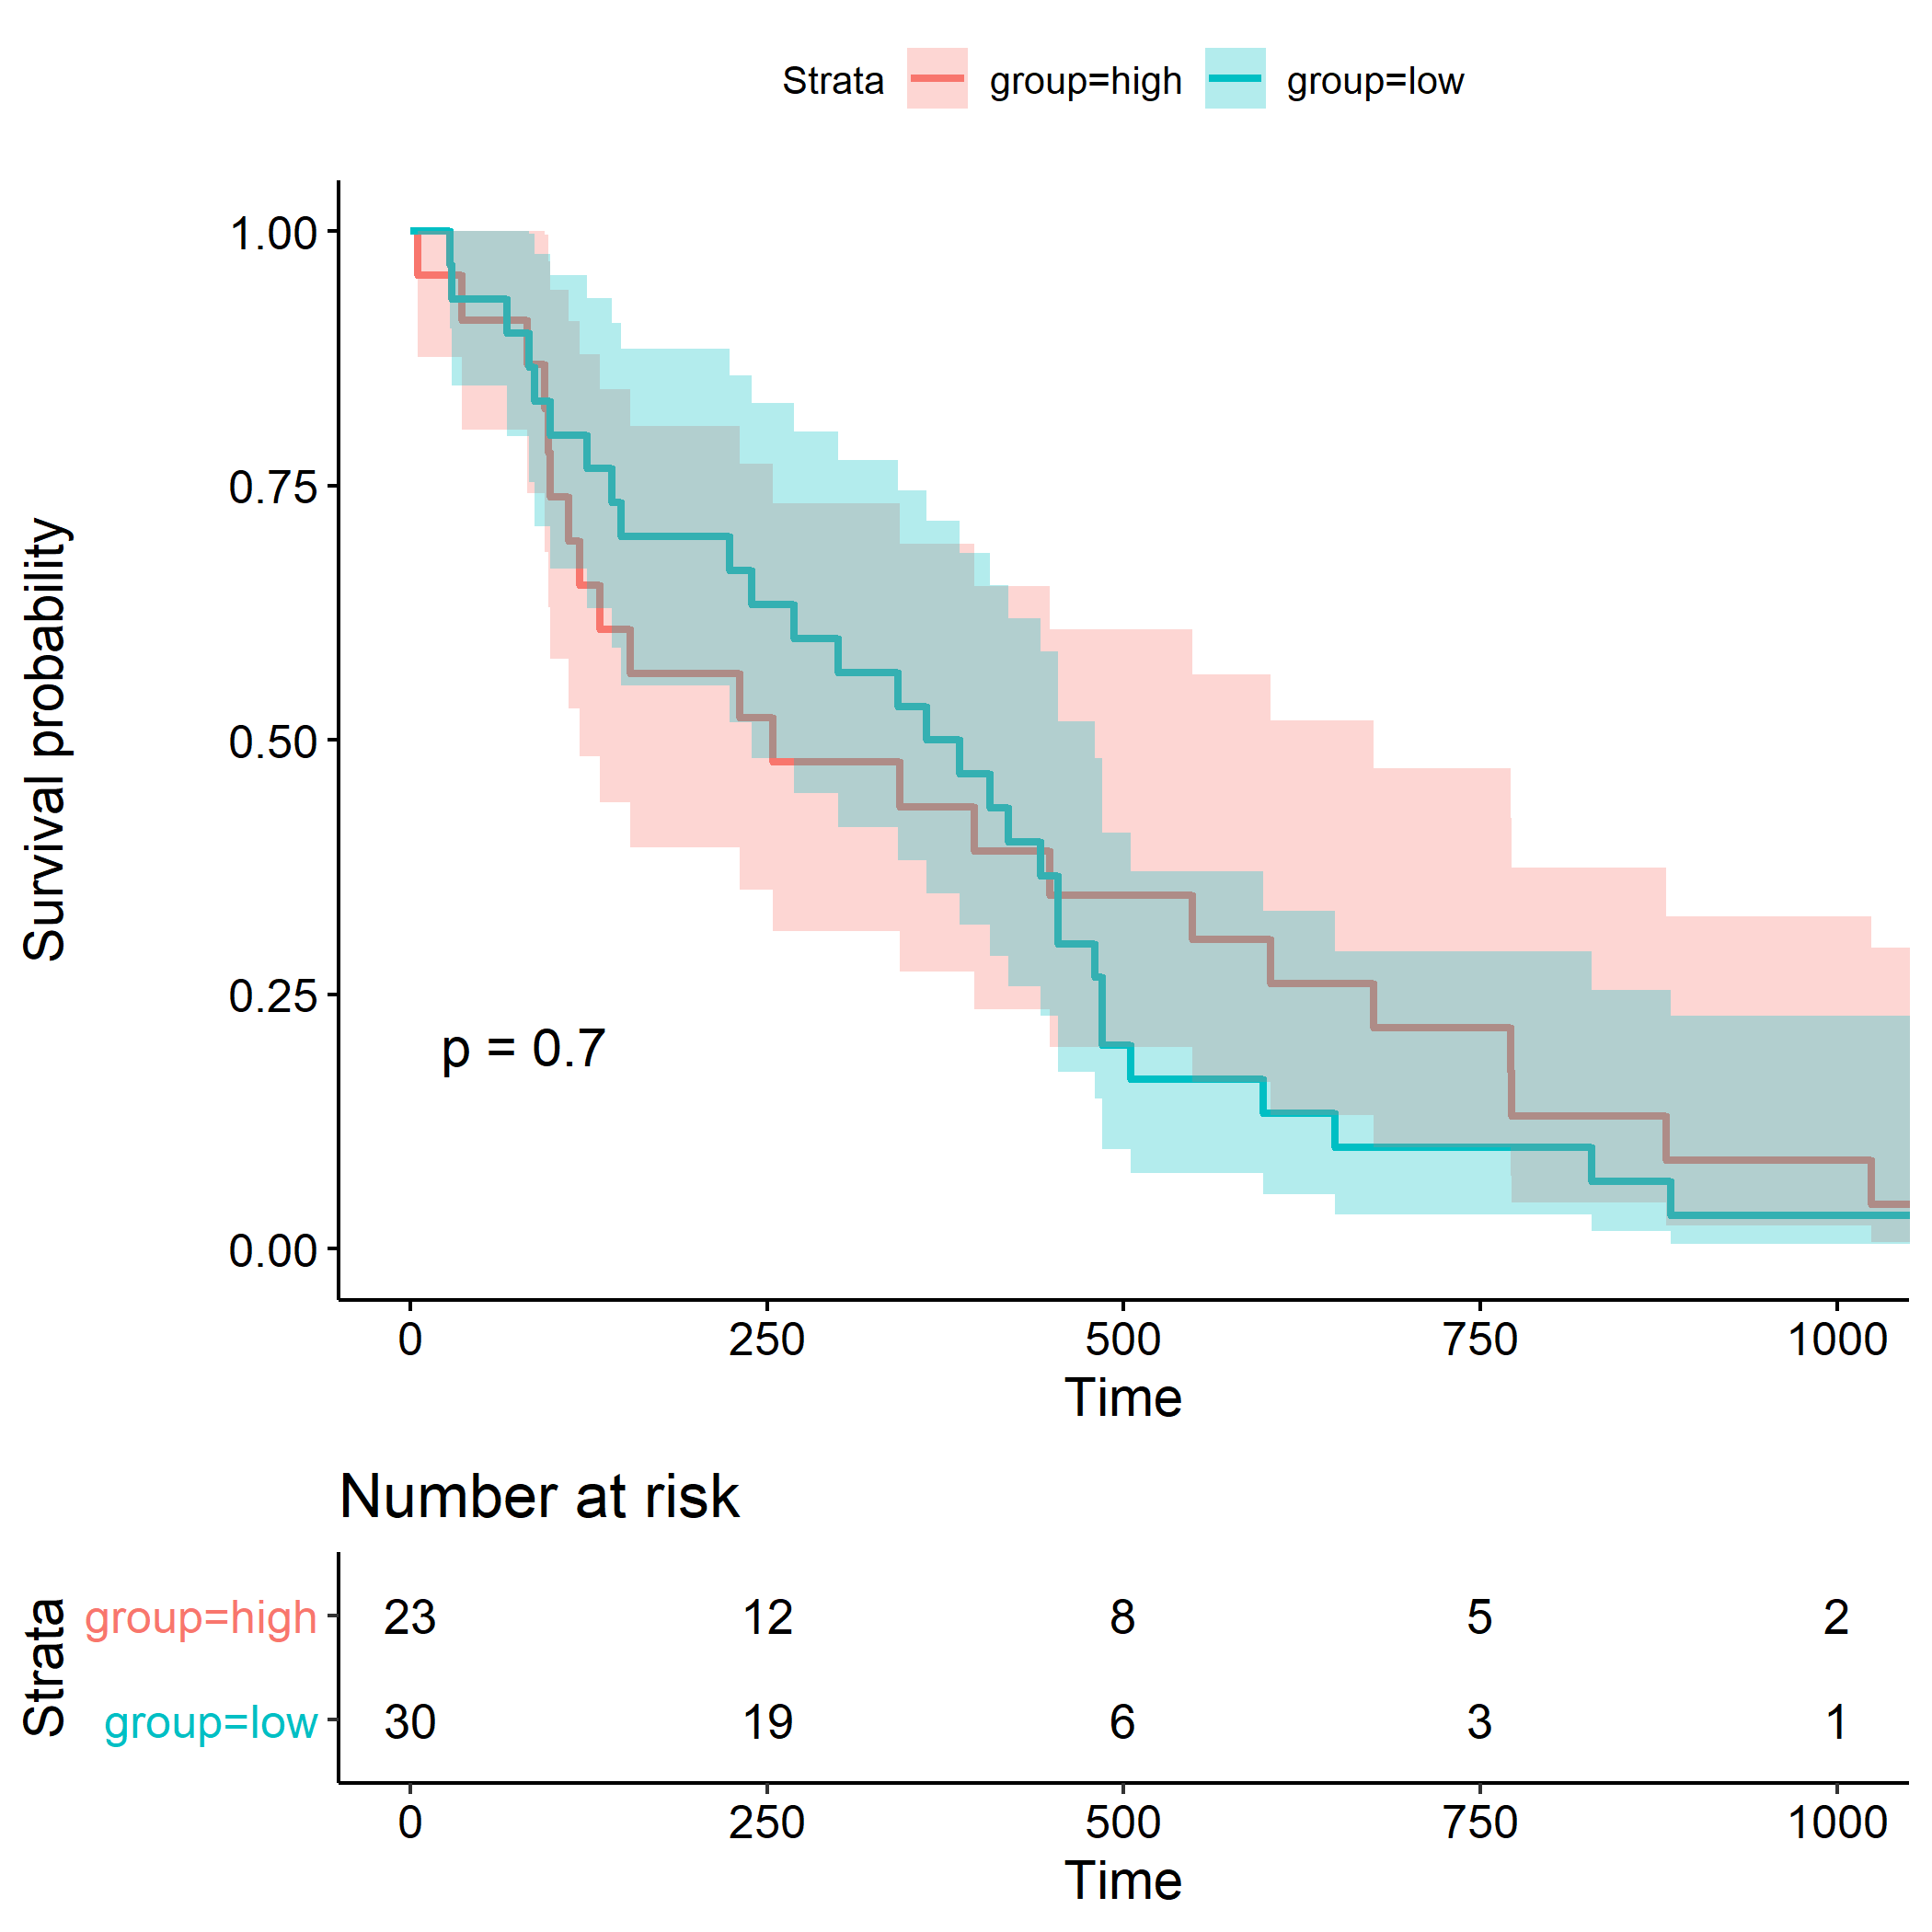 Strata group=high group=low
Survival probability
1.00
0.75
0.50
0.25
0.00
p = 0.7
0 250 500 750 1000
Time
Number at risk
Strata
group=high 23 12 8 5 2
group=low 30 19 6 3 1
0 250 500 750 1000
Time